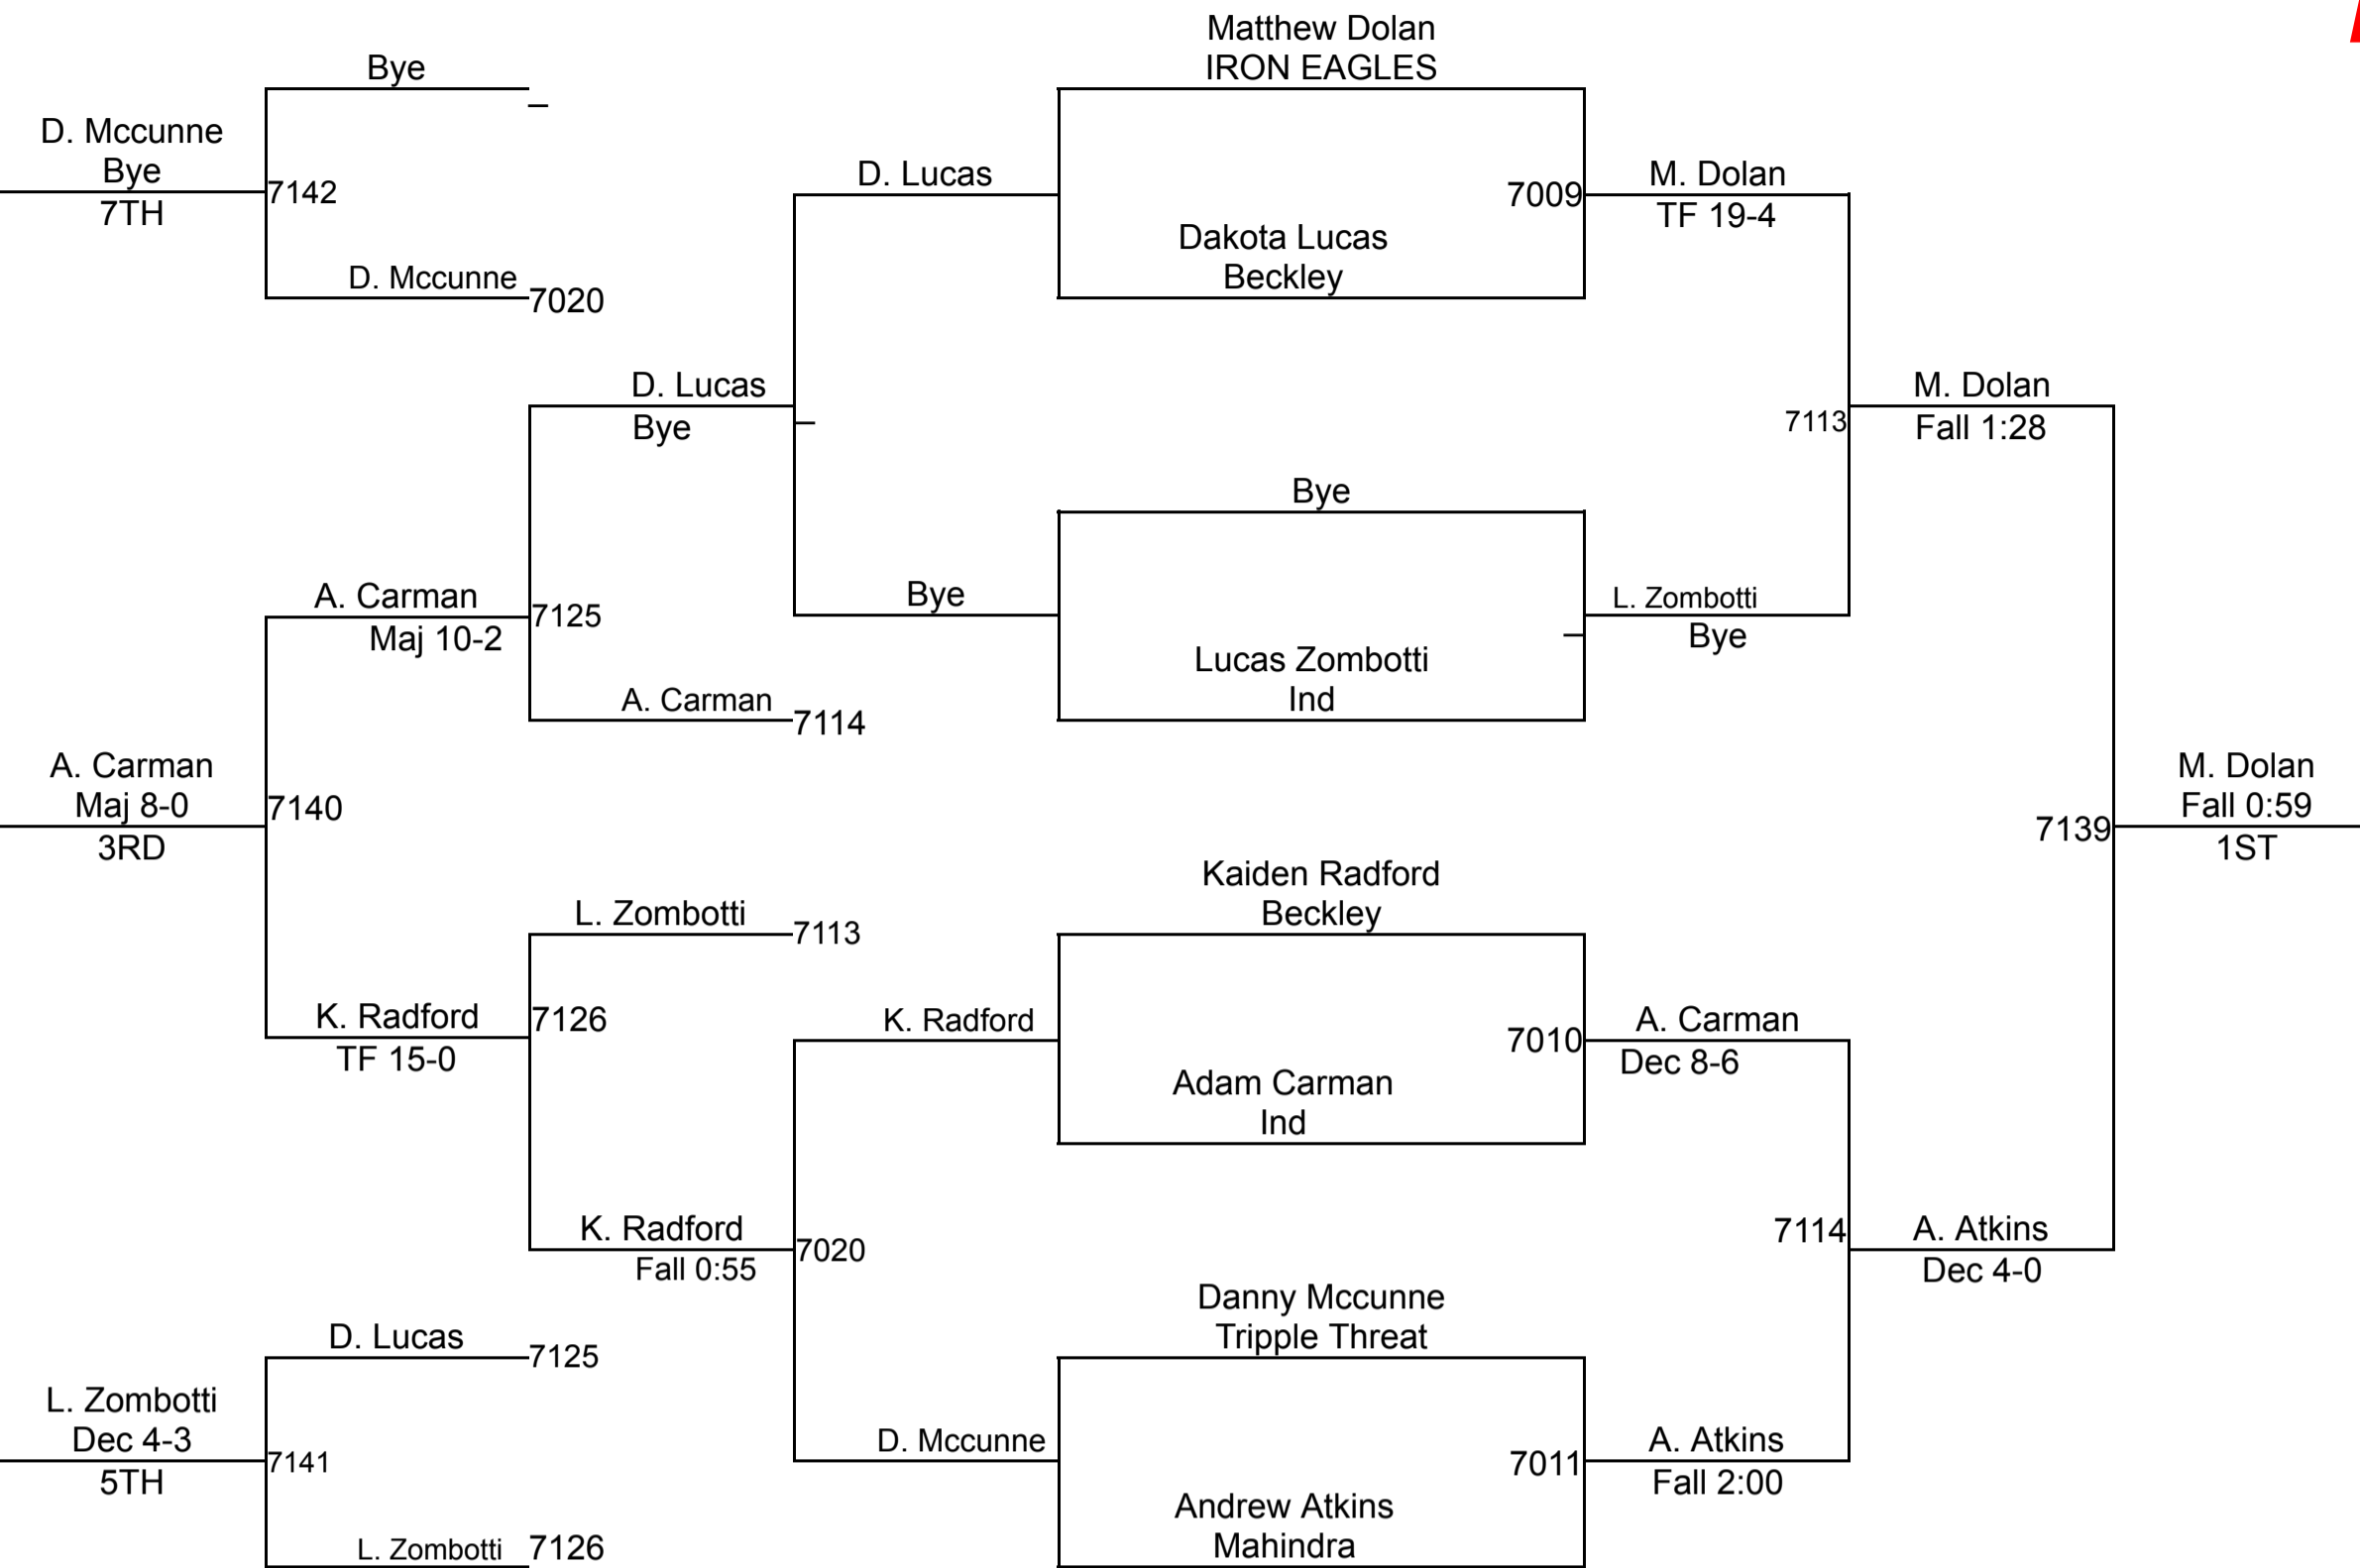 Matthew Dolan
IRON EAGLES
Bye
D. Mccunne
Bye
7TH
7142
D. Mccunne
7020
D. Lucas
7009
M. Dolan
TF 19-4
Dakota Lucas
Beckley
D. Lucas
Bye
M. Dolan
Fall 1:28
7113
Bye
A. Carman
Maj 10-2
7125
Bye
L. Zombotti
Bye
Lucas Zombotti
Ind
A. Carman
7114
A. Carman
Maj 8-0
3RD
7140
M. Dolan
Fall 0:59
1ST
7139
Kaiden Radford
Beckley
L. Zombotti
7113
K. Radford
TF 15-0
7126
K. Radford
7010
A. Carman
Dec 8-6
Adam Carman
Ind
K. Radford
Fall 0:55
7020
7114
A. Atkins
Dec 4-0
Danny Mccunne
Tripple Threat
D. Lucas
7125
L. Zombotti
Dec 4-3
5TH
7141
D. Mccunne
7011
A. Atkins
Fall 2:00
Andrew Atkins
Mahindra
L. Zombotti
7126